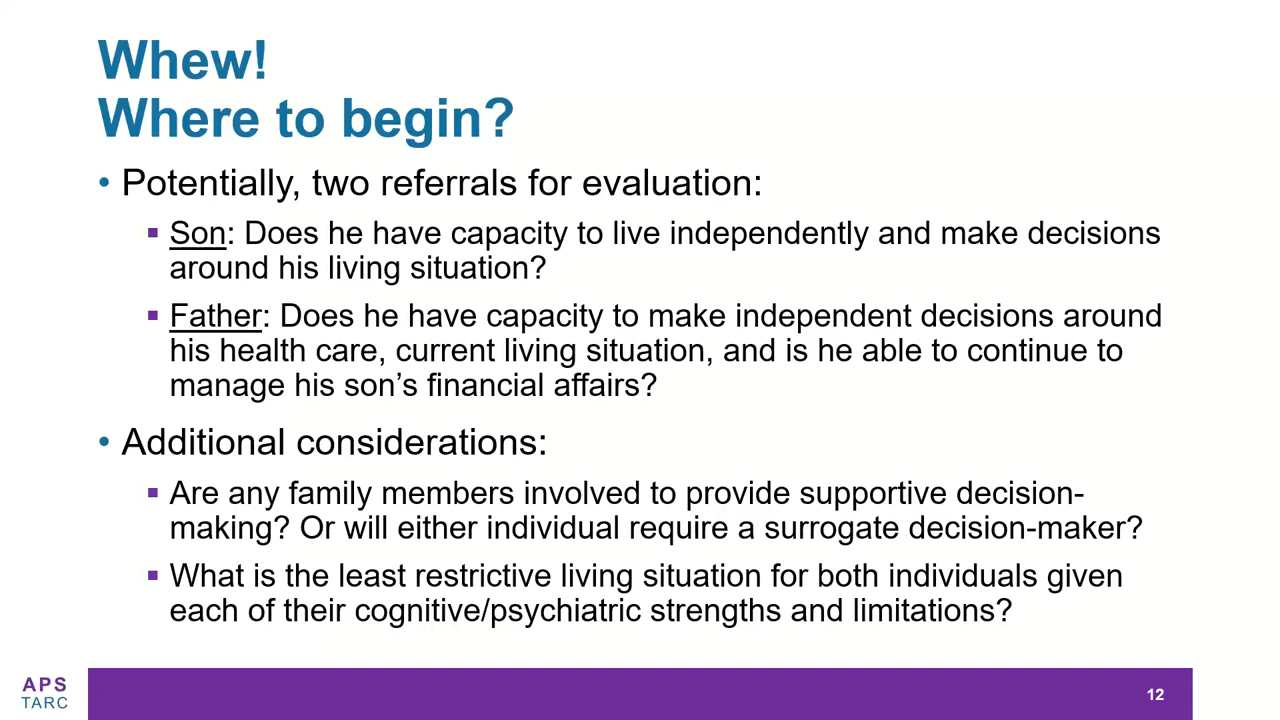 Whew!
Where to begin?
• Potentially, two referrals for evaluation:
▪ Son: Does he have capacity to live independently and make decisions
around his living situation?
▪ Father: Does he have capacity to make independent decisions around
his health care, current living situation, and is he able to continue to
manage his son’s financial affairs?
• Additional considerations:
▪ Are any family members involved to provide supportive decision-
making? Or will either individual require a surrogate decision-maker?
▪ What is the least restrictive living situation for both individuals given
each of their cognitive/psychiatric strengths and limitations?
APS
TARC
12